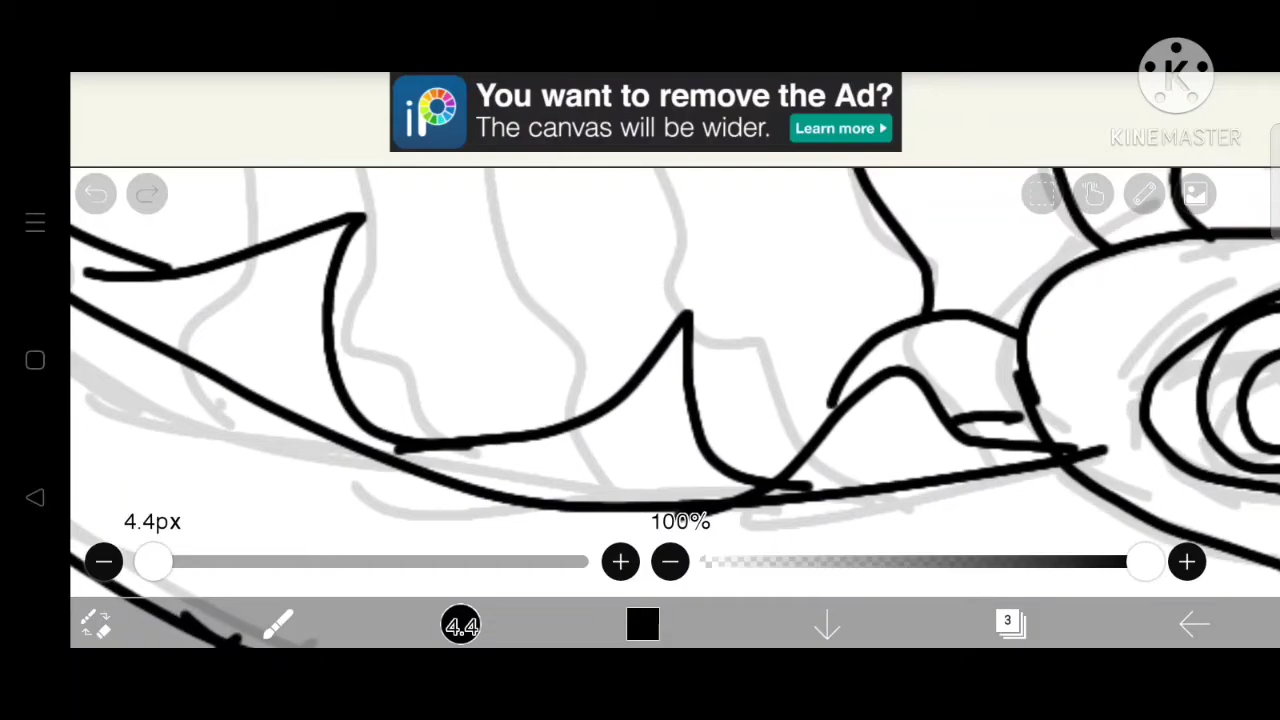 You want to remove the Ad?
The canvas will be wider.
Learn more
iP
K
KINEMASTER
4.4px
100%
4.4
3